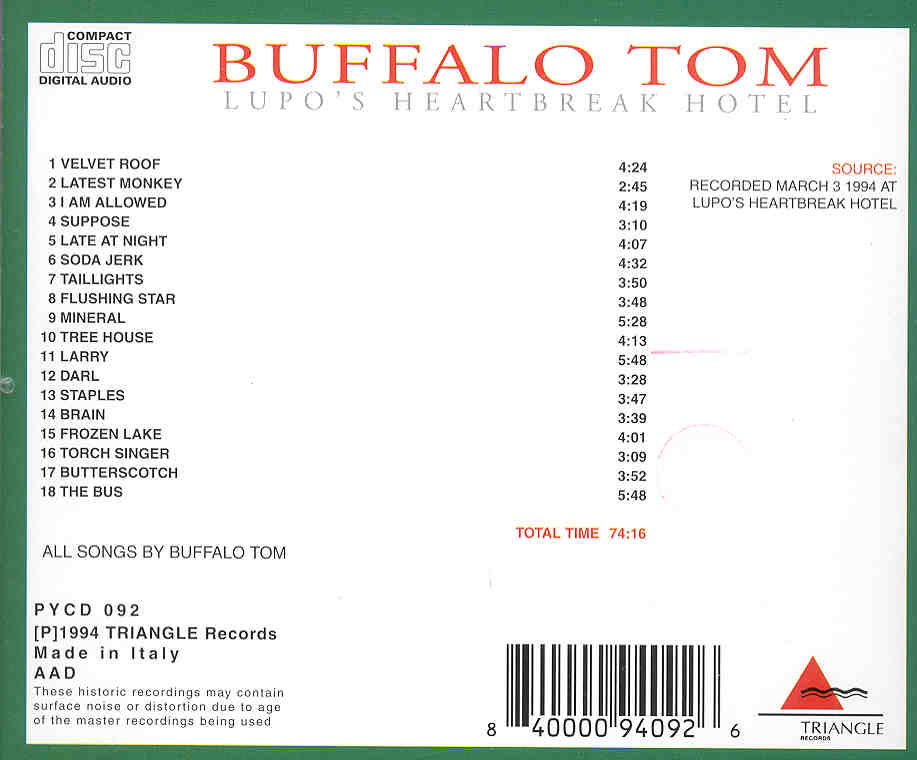 COMPACT
disc
DIGITAL AUDIO
BUFFALO TOM
LUPO'S HEARTBREAK HOTEL
1 VELVET ROOF 4:24
2 LATEST MONKEY 2:45
3 I AM ALLOWED 4:19
4 SUPPOSE 3:10
5 LATE AT NIGHT 4:07
6 SODA JERK 4:32
7 TAILLIGHTS 3:50
8 FLUSHING STAR 3:48
9 MINERAL 5:28
10 TREE HOUSE 4:13
11 LARRY 5:48
12 DARL 3:28
13 STAPLES 3:47
14 BRAIN 3:39
15 FROZEN LAKE 4:01
16 TORCH SINGER 3:09
17 BUTTERSCOTCH 3:52
18 THE BUS 5:48
TOTAL TIME 74:16
SOURCE:
RECORDED MARCH 3 1994 AT
LUPO'S HEARTBREAK HOTEL
ALL SONGS BY BUFFALO TOM
PYCD 092
[P]1994 TRIANGLE Records
Made in Italy
AAD
These historic recordings may contain
surface noise or distortion due to age
of the master recordings being used
8 40000 94092 6
TRIANGLE
RECORDS